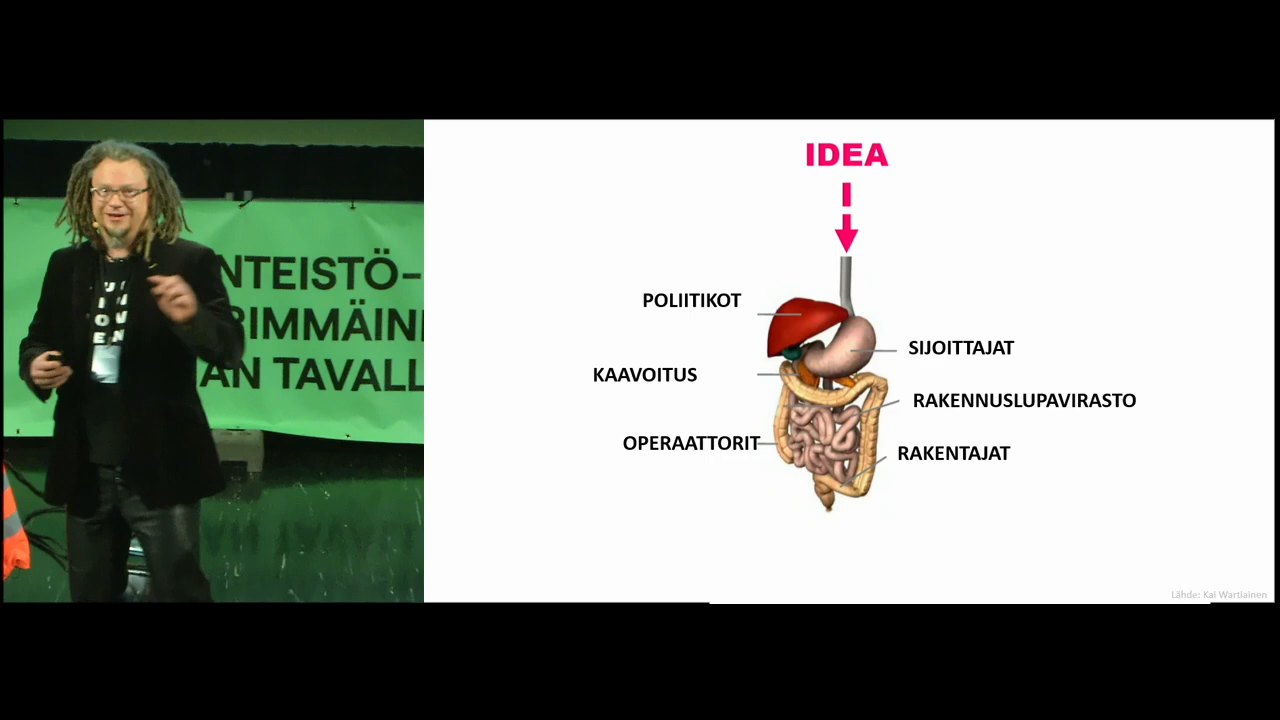 NTEISTÖ-
RIMMÄIN
AN TAVALL
IDEA
POLIITIKOT
SIJOITTAJAT
KAAVOITUS
RAKENNUSLUPAVIRASTO
OPERAATTORIT
RAKENTAJAT
Lähde: Kai Wartiainen